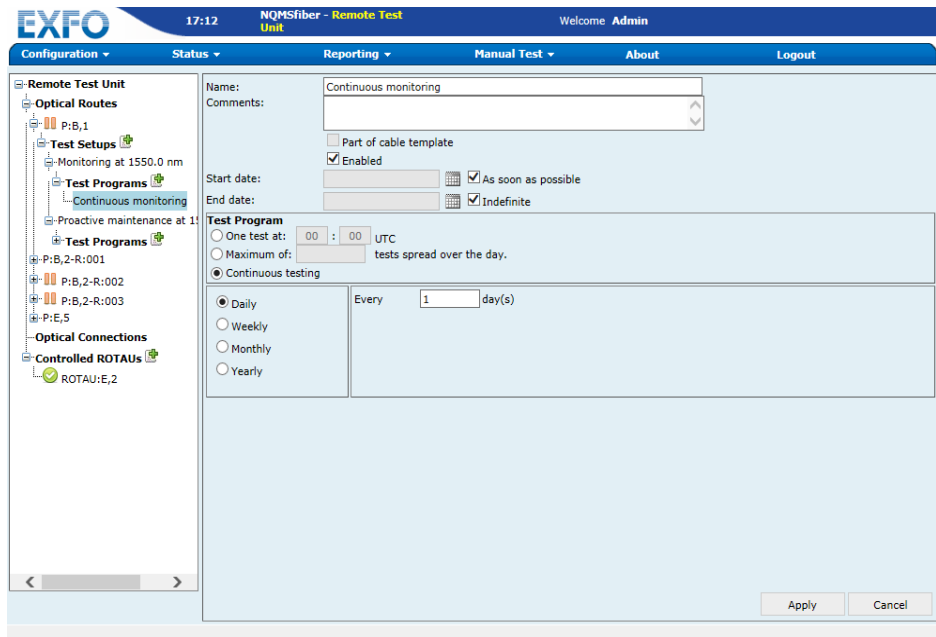 EXFO
17:12
NQMSfiber - Remote Test
Unit
Welcome Admin
Configuration
Status
Reporting
Manual Test
About
Logout
Remote Test Unit
Optical Routes
P:B,1
Test Setups
Monitoring at 1550.0 nm
Test Programs
Continuous monitoring
Proactive maintenance at 15
Test Programs
P:B,2-R:001
P:B,2-R:002
P:B,2-R:003
P:E,5
Optical Connections
Controlled ROTAUs
ROTAU:E,2
Name: Continuous monitoring
Comments:
Part of cable template
Enabled
Start date: As soon as possible
End date: Indefinite
Test Program
One test at: 00 : 00 UTC
Maximum of: tests spread over the day.
Continuous testing
Daily
Weekly
Monthly
Yearly
Every 1 day(s)
Apply
Cancel